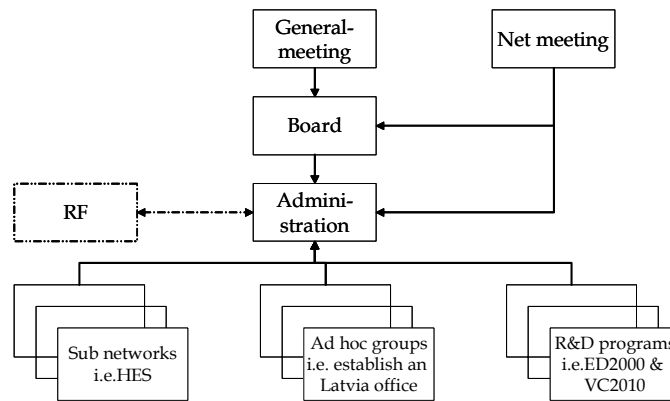 General-
meeting
Net meeting
Board
RF
Admini-
stration
Sub networks
i.e.HES
Ad hoc groups
i.e. establish an
Latvia office
R&D programs
i.e.ED2000 &
VC2010